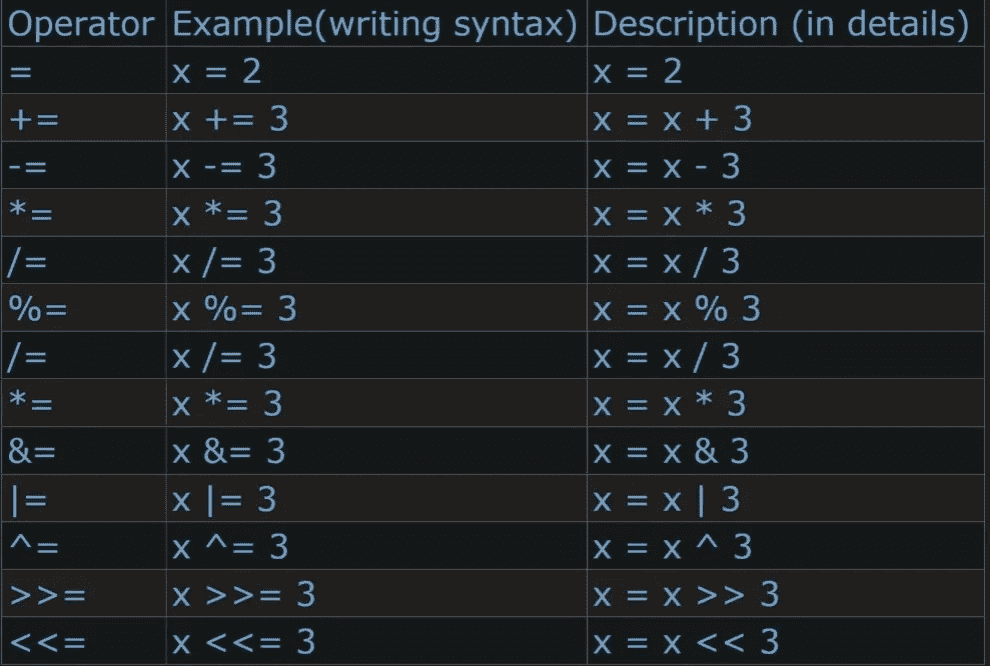 Operator Example(writing syntax) Description (in details)
= x = 2 x = 2
+= x += 3 x = x + 3
-= x -= 3 x = x - 3
*= x *= 3 x = x * 3
/= x /= 3 x = x / 3
%= x %= 3 x = x % 3
/= x /= 3 x = x / 3
*= x *= 3 x = x * 3
&= x &= 3 x = x & 3
|= x |= 3 x = x | 3
^= x ^= 3 x = x ^ 3
>>= x >>= 3 x = x >> 3
<<= x <<= 3 x = x << 3